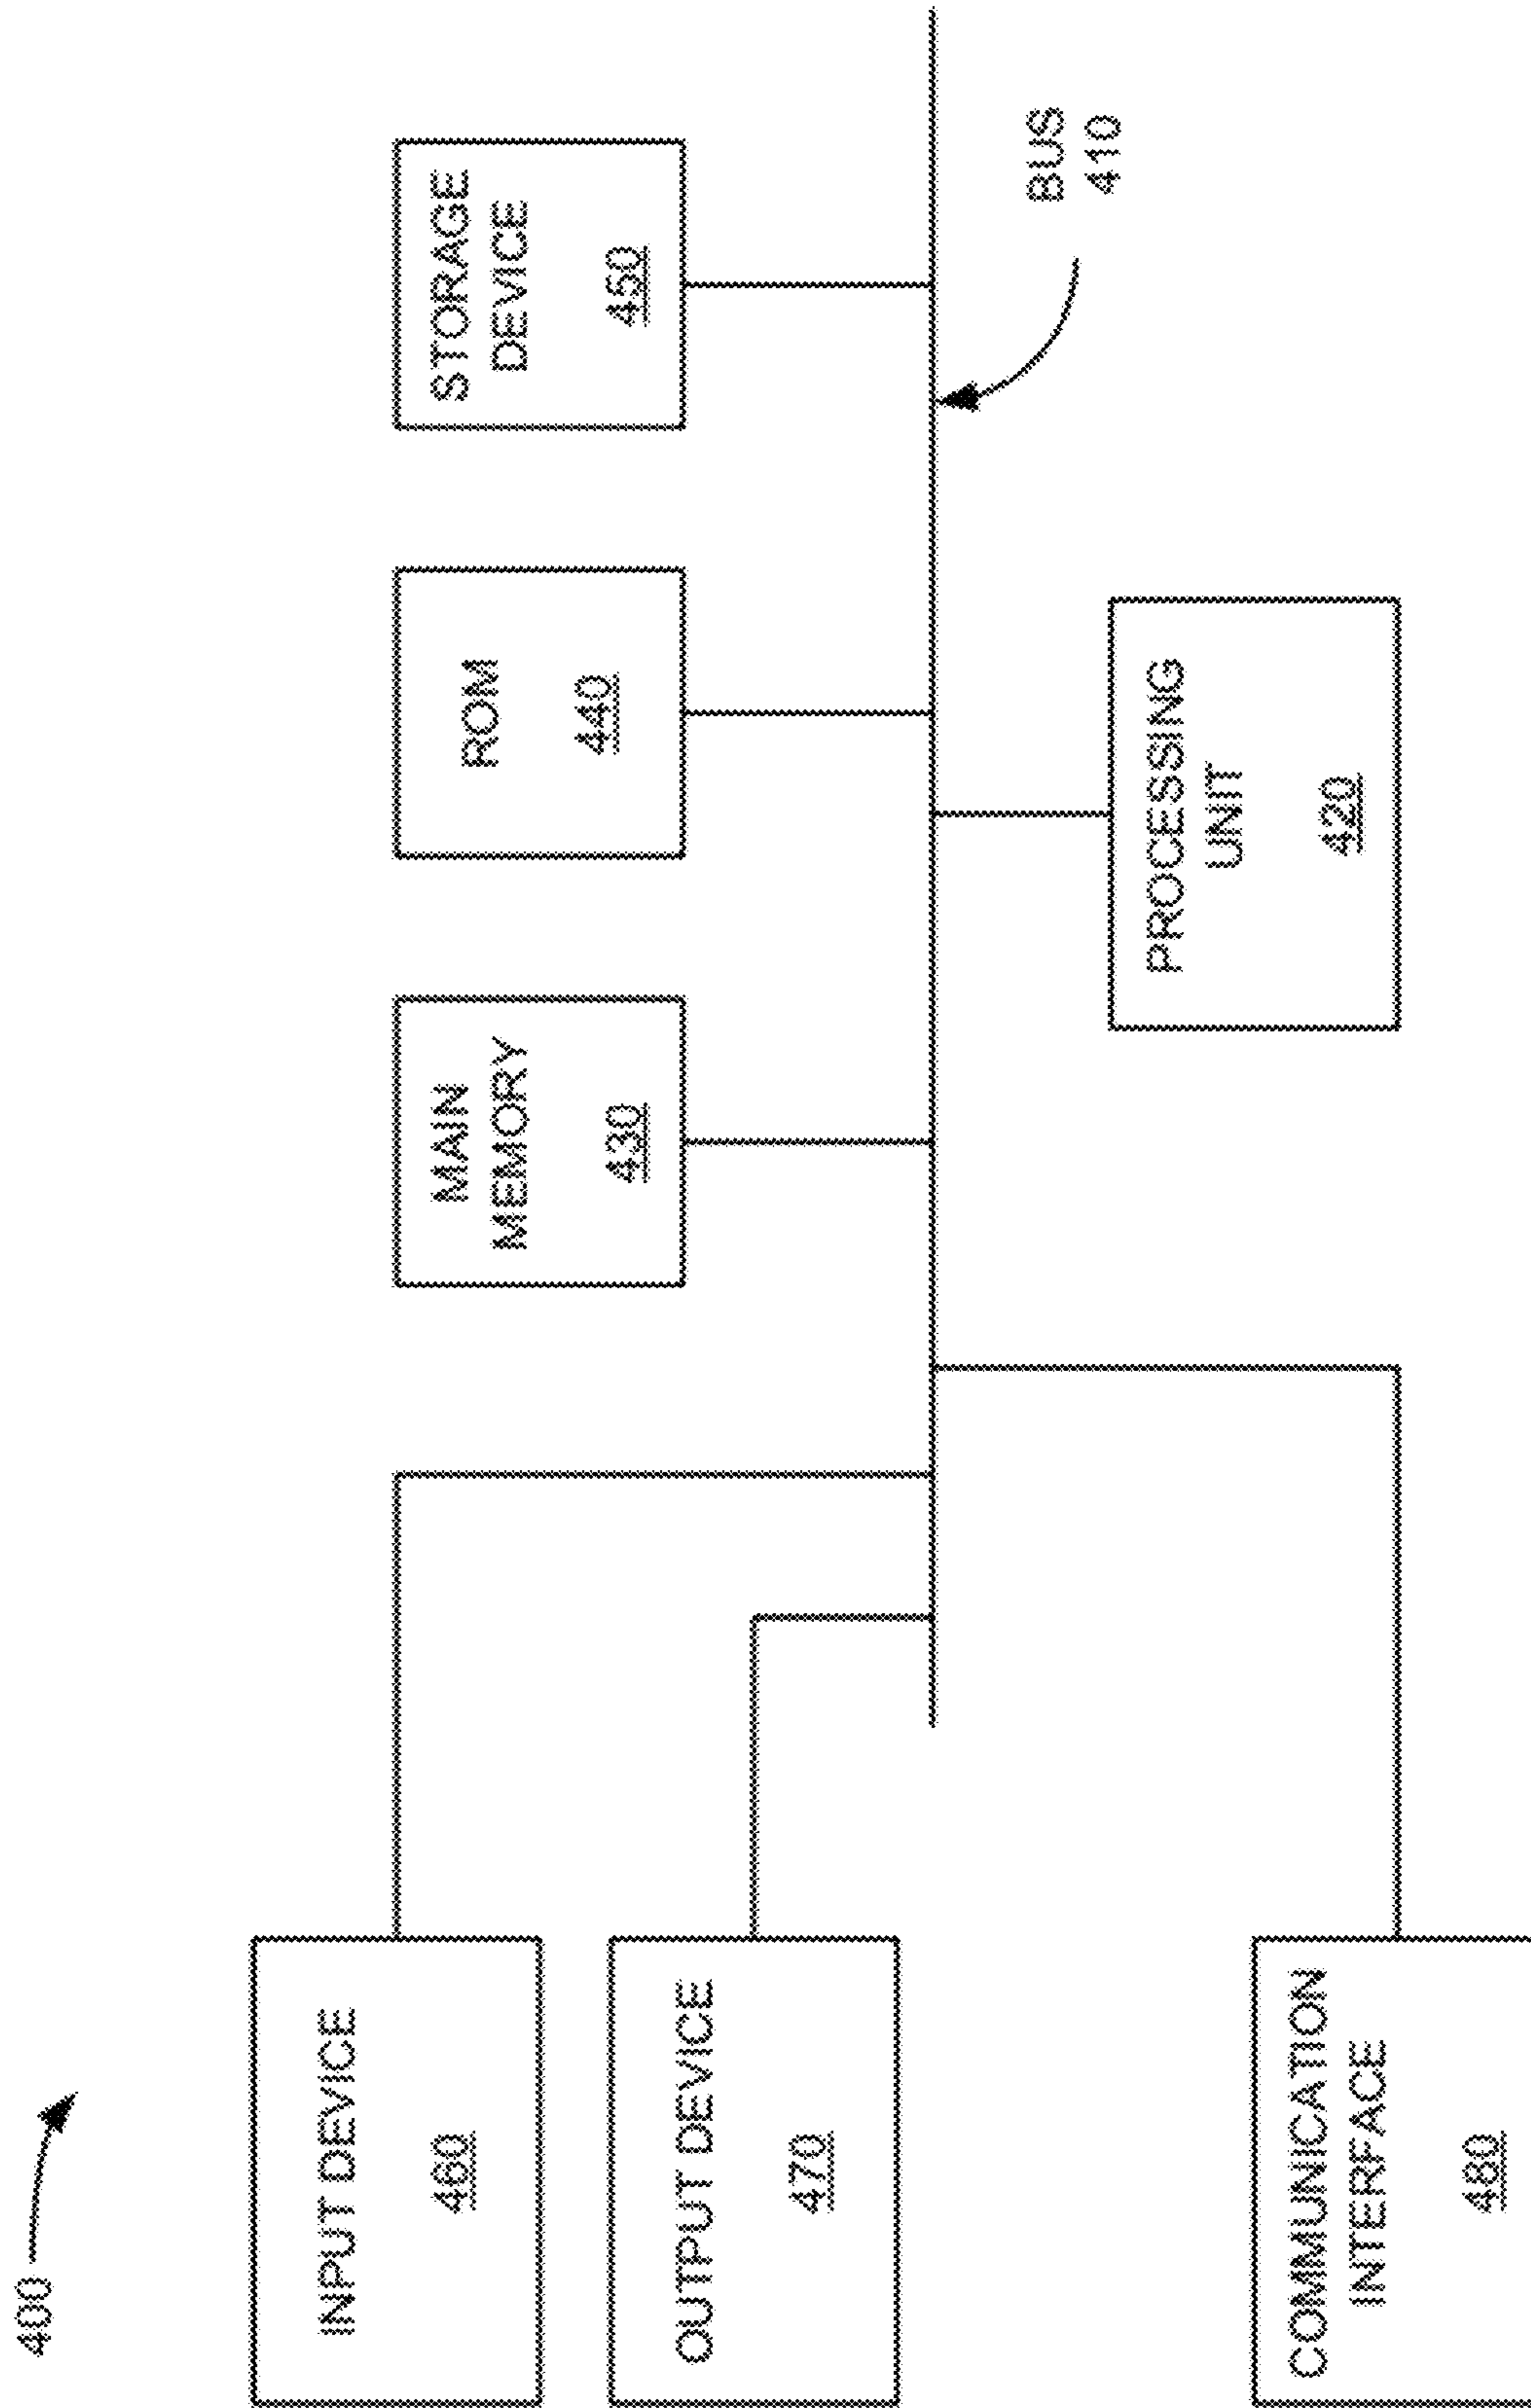 400
INPUT DEVICE
460
MAIN
MEMORY
430
ROM
440
STORAGE
DEVICE
450
OUTPUT DEVICE
470
BUS
410
PROCESSING
UNIT
420
COMMUNICATION
INTERFACE
480